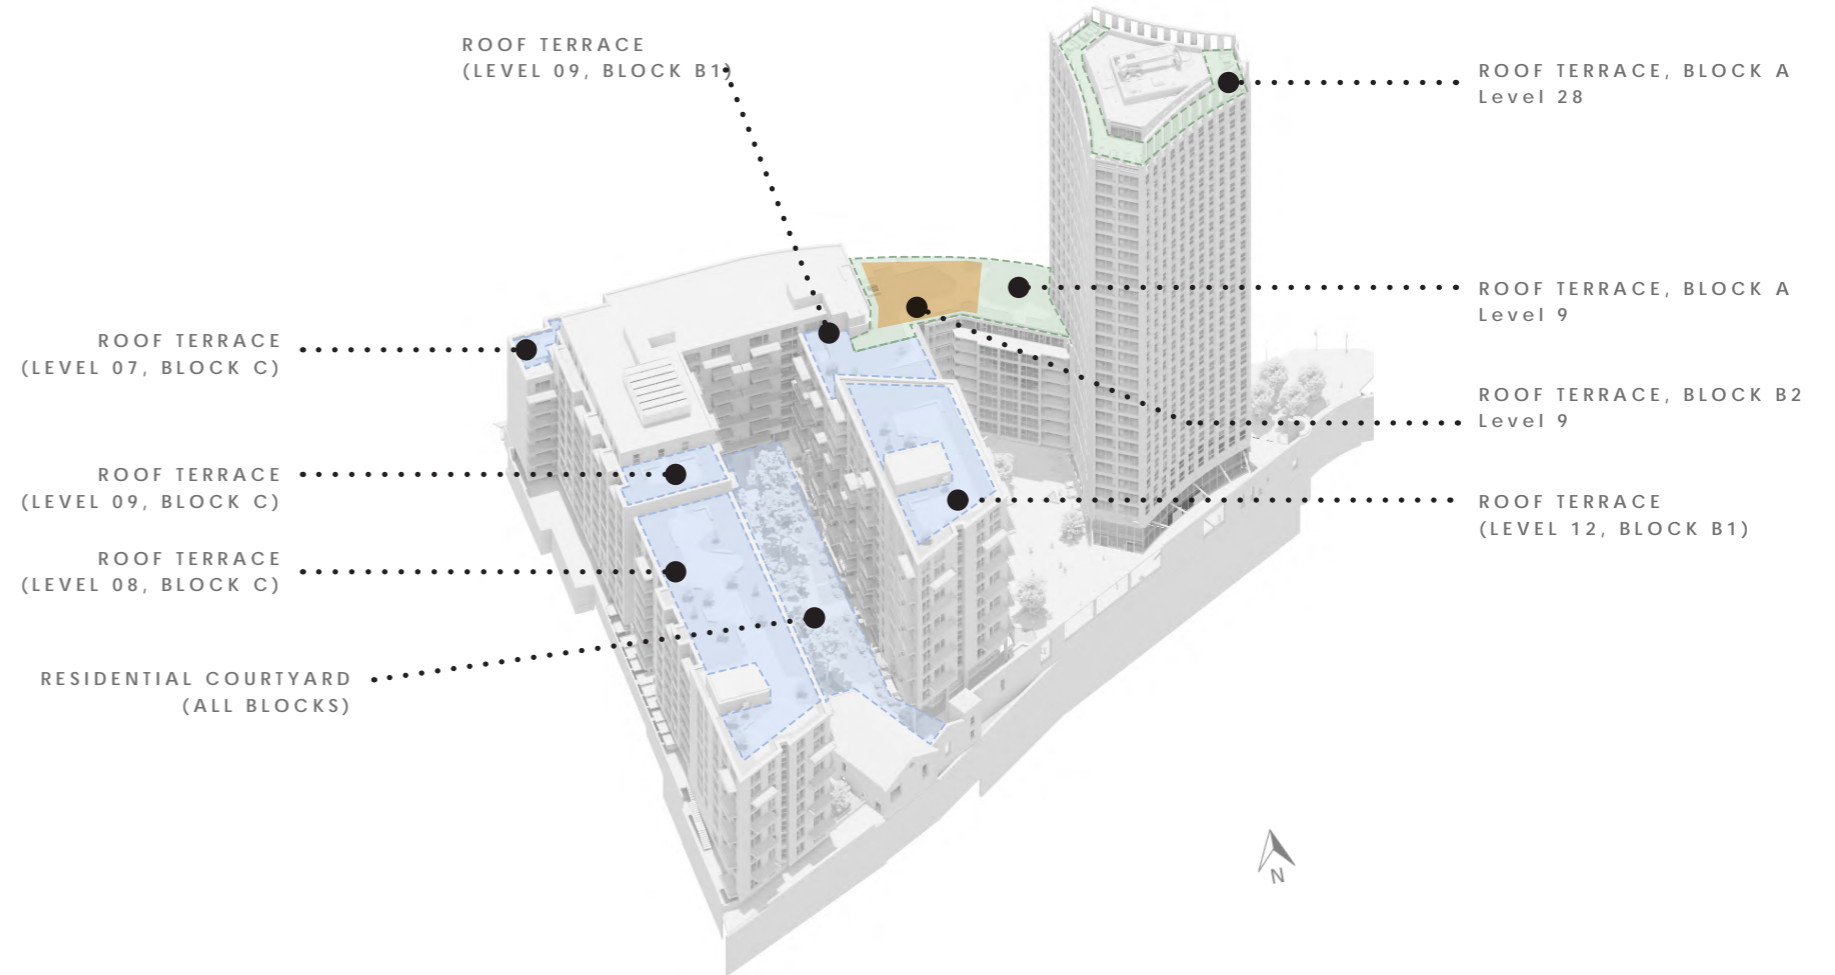 ROOF TERRACE
(LEVEL 09, BLOCK B1)
ROOF TERRACE, BLOCK A
Level 28
ROOF TERRACE, BLOCK A
Level 9
ROOF TERRACE
(LEVEL 07, BLOCK C)
ROOF TERRACE, BLOCK B2
Level 9
ROOF TERRACE
(LEVEL 09, BLOCK C)
ROOF TERRACE
(LEVEL 12, BLOCK B1)
ROOF TERRACE
(LEVEL 08, BLOCK C)
RESIDENTIAL COURTYARD
(ALL BLOCKS)
N